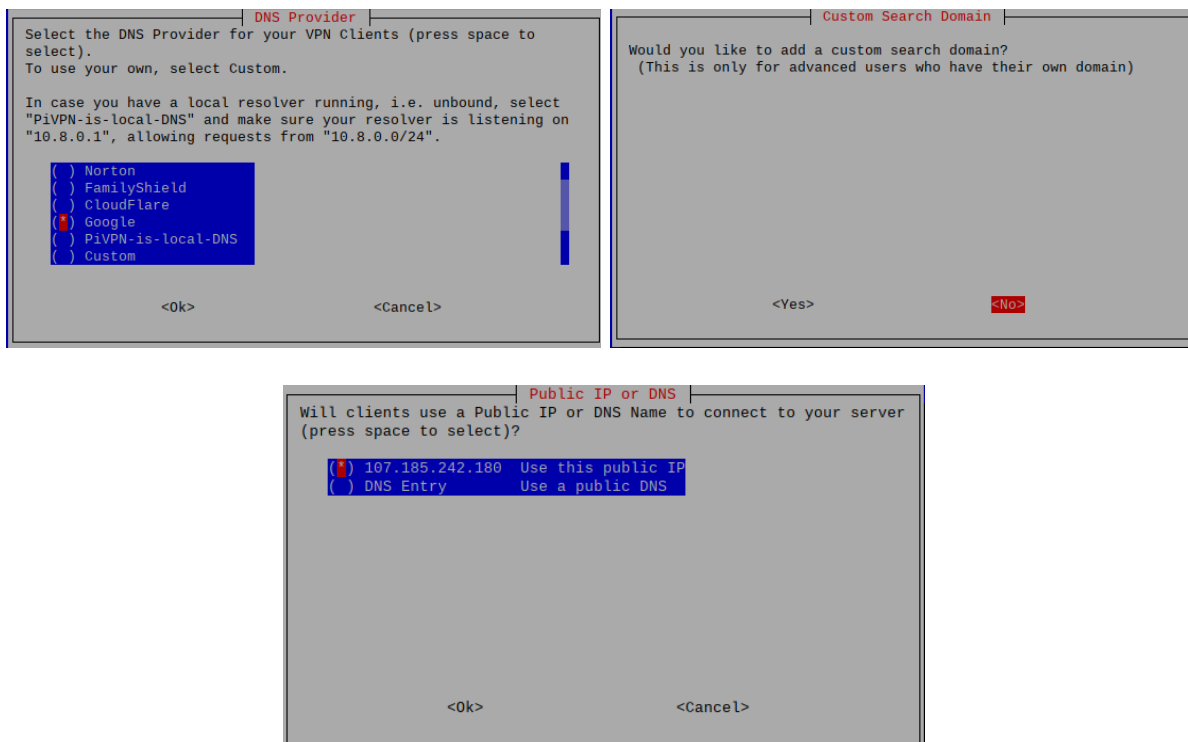 DNS Provider
Select the DNS Provider for your VPN Clients (press space to
select).
To use your own, select Custom.
In case you have a local resolver running, i.e. unbound, select
"PiVPN-is-local-DNS" and make sure your resolver is listening on
"10.8.0.1", allowing requests from "10.8.0.0/24".
( ) Norton
( ) FamilyShield
( ) CloudFlare
(*) Google
( ) PiVPN-is-local-DNS
( ) Custom
<Ok> <Cancel>
Custom Search Domain
Would you like to add a custom search domain?
(This is only for advanced users who have their own domain)
<Yes> <No>
Public IP or DNS
Will clients use a Public IP or DNS Name to connect to your server
(press space to select)?
(*) 107.185.242.180 Use this public IP
( ) DNS Entry Use a public DNS
<Ok> <Cancel>